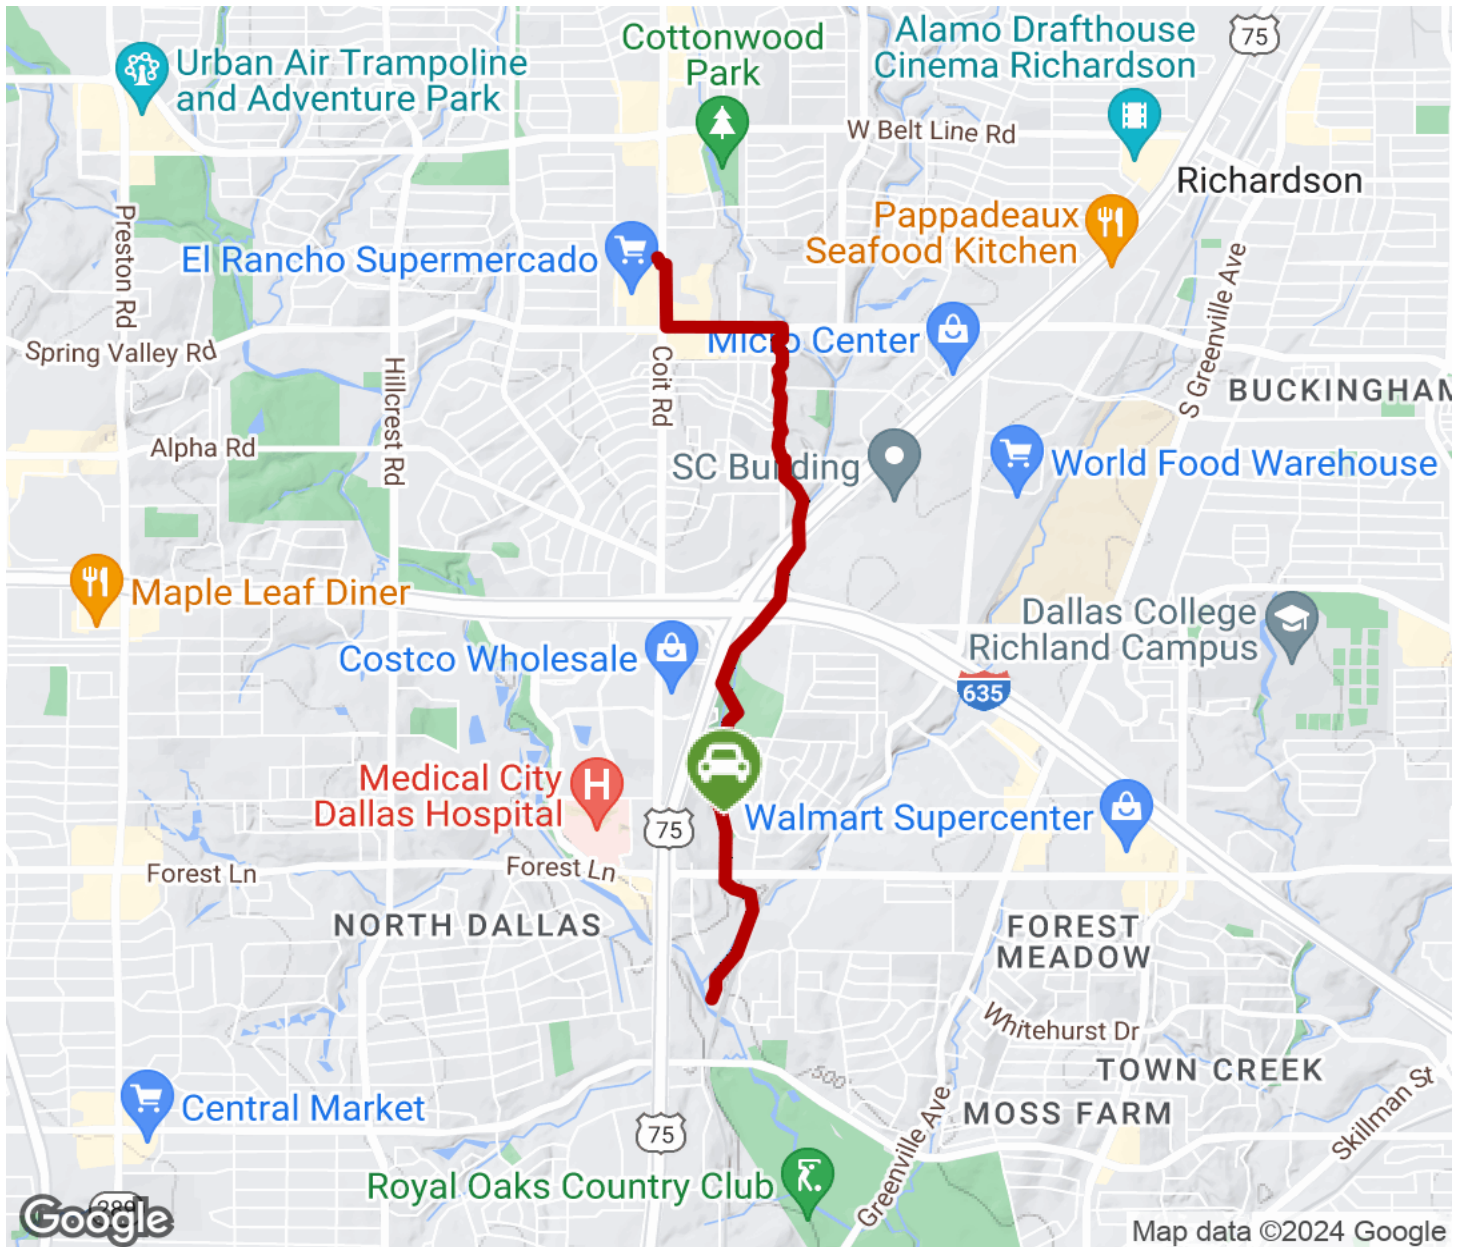 Cottonwood
Park
Alamo Drafthouse
Cinema Richardson
75
Urban Air Trampoline
and Adventure Park
W Belt Line Rd
Richardson
Preston Rd
Pappadeaux
Seafood Kitchen
El Rancho Supermercado
S Greenville Ave
Spring Valley Rd
Micro Center
Hillcrest Rd
Coit Rd
BUCKINGHAM
Alpha Rd
SC Building
World Food Warehouse
Maple Leaf Diner
Dallas College
Richland Campus
Costco Wholesale
635
Medical City
Dallas Hospital
H
75
Walmart Supercenter
Forest Ln
Forest Ln
NORTH DALLAS
FOREST
MEADOW
Whitehurst Dr
500'
TOWN CREEK
Central Market
MOSS FARM
Skillman St
75
Royal Oaks Country Club
Greenville Ave
289
Google
Map data ©2024 Google